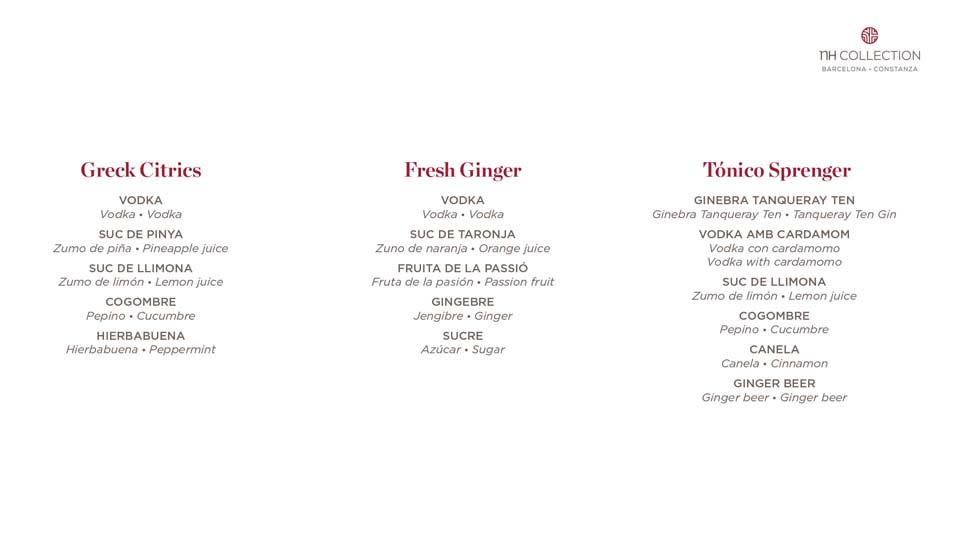 NH COLLECTION
BARCELONA - CONSTANZA
Greck Citrics
VODKA
Vodka • Vodka
SUC DE PINYA
Zumo de piña • Pineapple juice
SUC DE LLIMONA
Zumo de limón • Lemon juice
COGOMBRE
Pepino • Cucumbre
HIERBABUENA
Hierbabuena • Peppermint
Fresh Ginger
VODKA
Vodka • Vodka
SUC DE TARONJA
Zuno de naranja • Orange juice
FRUITA DE LA PASSIÓ
Fruta de la pasión • Passion fruit
GINGEBRE
Jengibre • Ginger
SUCRE
Azúcar • Sugar
Tónico Sprenger
GINEBRA TANQUERAY TEN
Ginebra Tanqueray Ten • Tanqueray Ten Gin
VODKA AMB CARDAMOM
Vodka con cardamomo
Vodka with cardamomo
SUC DE LLIMONA
Zumo de limón • Lemon juice
COGOMBRE
Pepino • Cucumbre
CANELA
Canela • Cinnamon
GINGER BEER
Ginger beer • Ginger beer